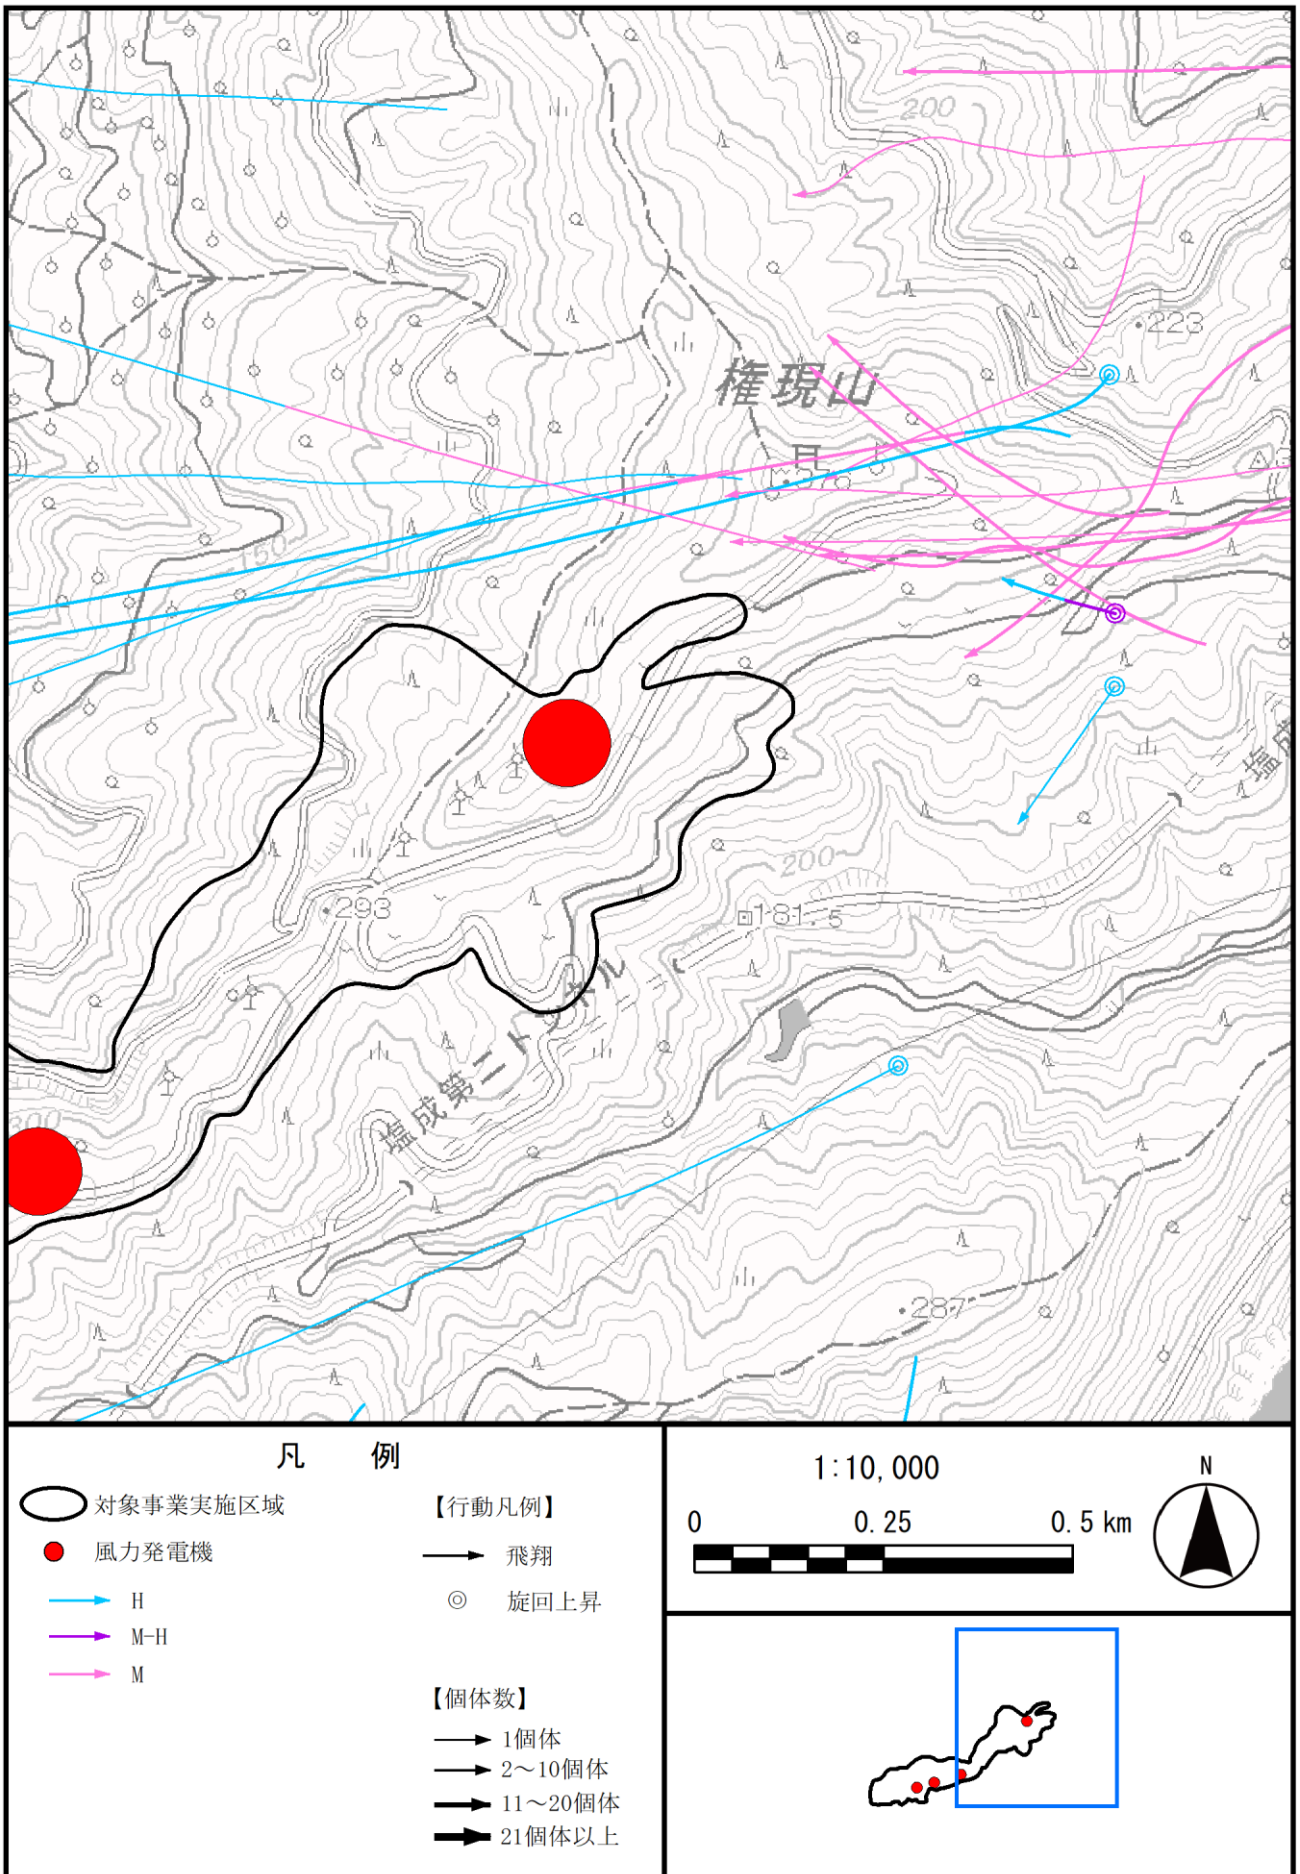 200
223
権現山
150
293
200
181.5
塩成第二トンネル
塩成
300
287
凡 例
対象事業実施区域
風力発電機
H
M-H
M
【行動凡例】
飛翔
旋回上昇
【個体数】
1個体
2~10個体
11~20個体
21個体以上
1:10,000
0 0.25 0.5 km
N